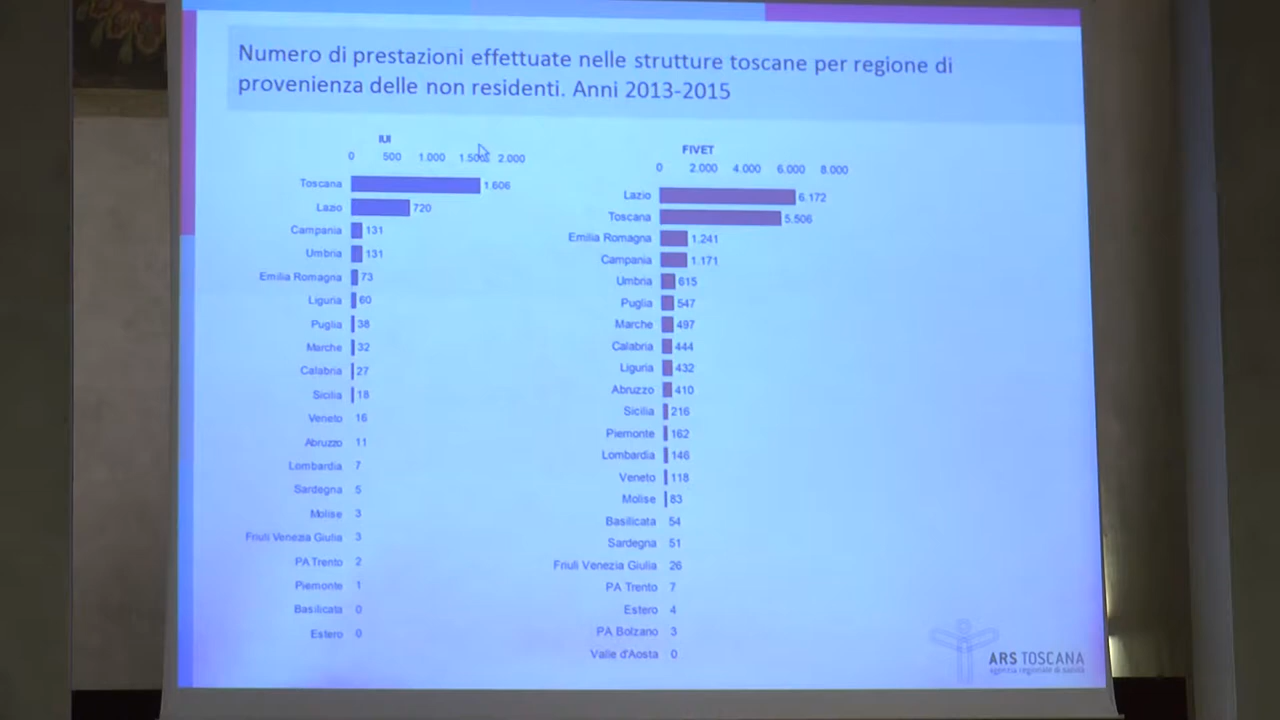 Numero di prestazioni effettuate nelle strutture toscane per regione di
provenienza delle non residenti. Anni 2013-2015
IUI
0 500 1.000 1.500 2.000
Toscana 1.606
Lazio 720
Campania 131
Umbria 131
Emilia Romagna 73
Liguria 60
Puglia 38
Marche 32
Calabria 27
Sicilia 18
Veneto 16
Abruzzo 11
Lombardia 7
Sardegna 5
Molise 3
Friuli Venezia Giulia 3
PA Trento 2
Piemonte 1
Basilicata 0
Estero 0
FIVET
0 2.000 4.000 6.000 8.000
Lazio 6.172
Toscana 5.506
Emilia Romagna 1.241
Campania 1.171
Umbria 615
Puglia 547
Marche 497
Calabria 444
Liguria 432
Abruzzo 410
Sicilia 216
Piemonte 162
Lombardia 146
Veneto 118
Molise 83
Basilicata 54
Sardegna 51
Friuli Venezia Giulia 26
PA Trento 7
Estero 4
PA Bolzano 3
Valle d'Aosta 0
ARS TOSCANA
agenzia regionale di sanità